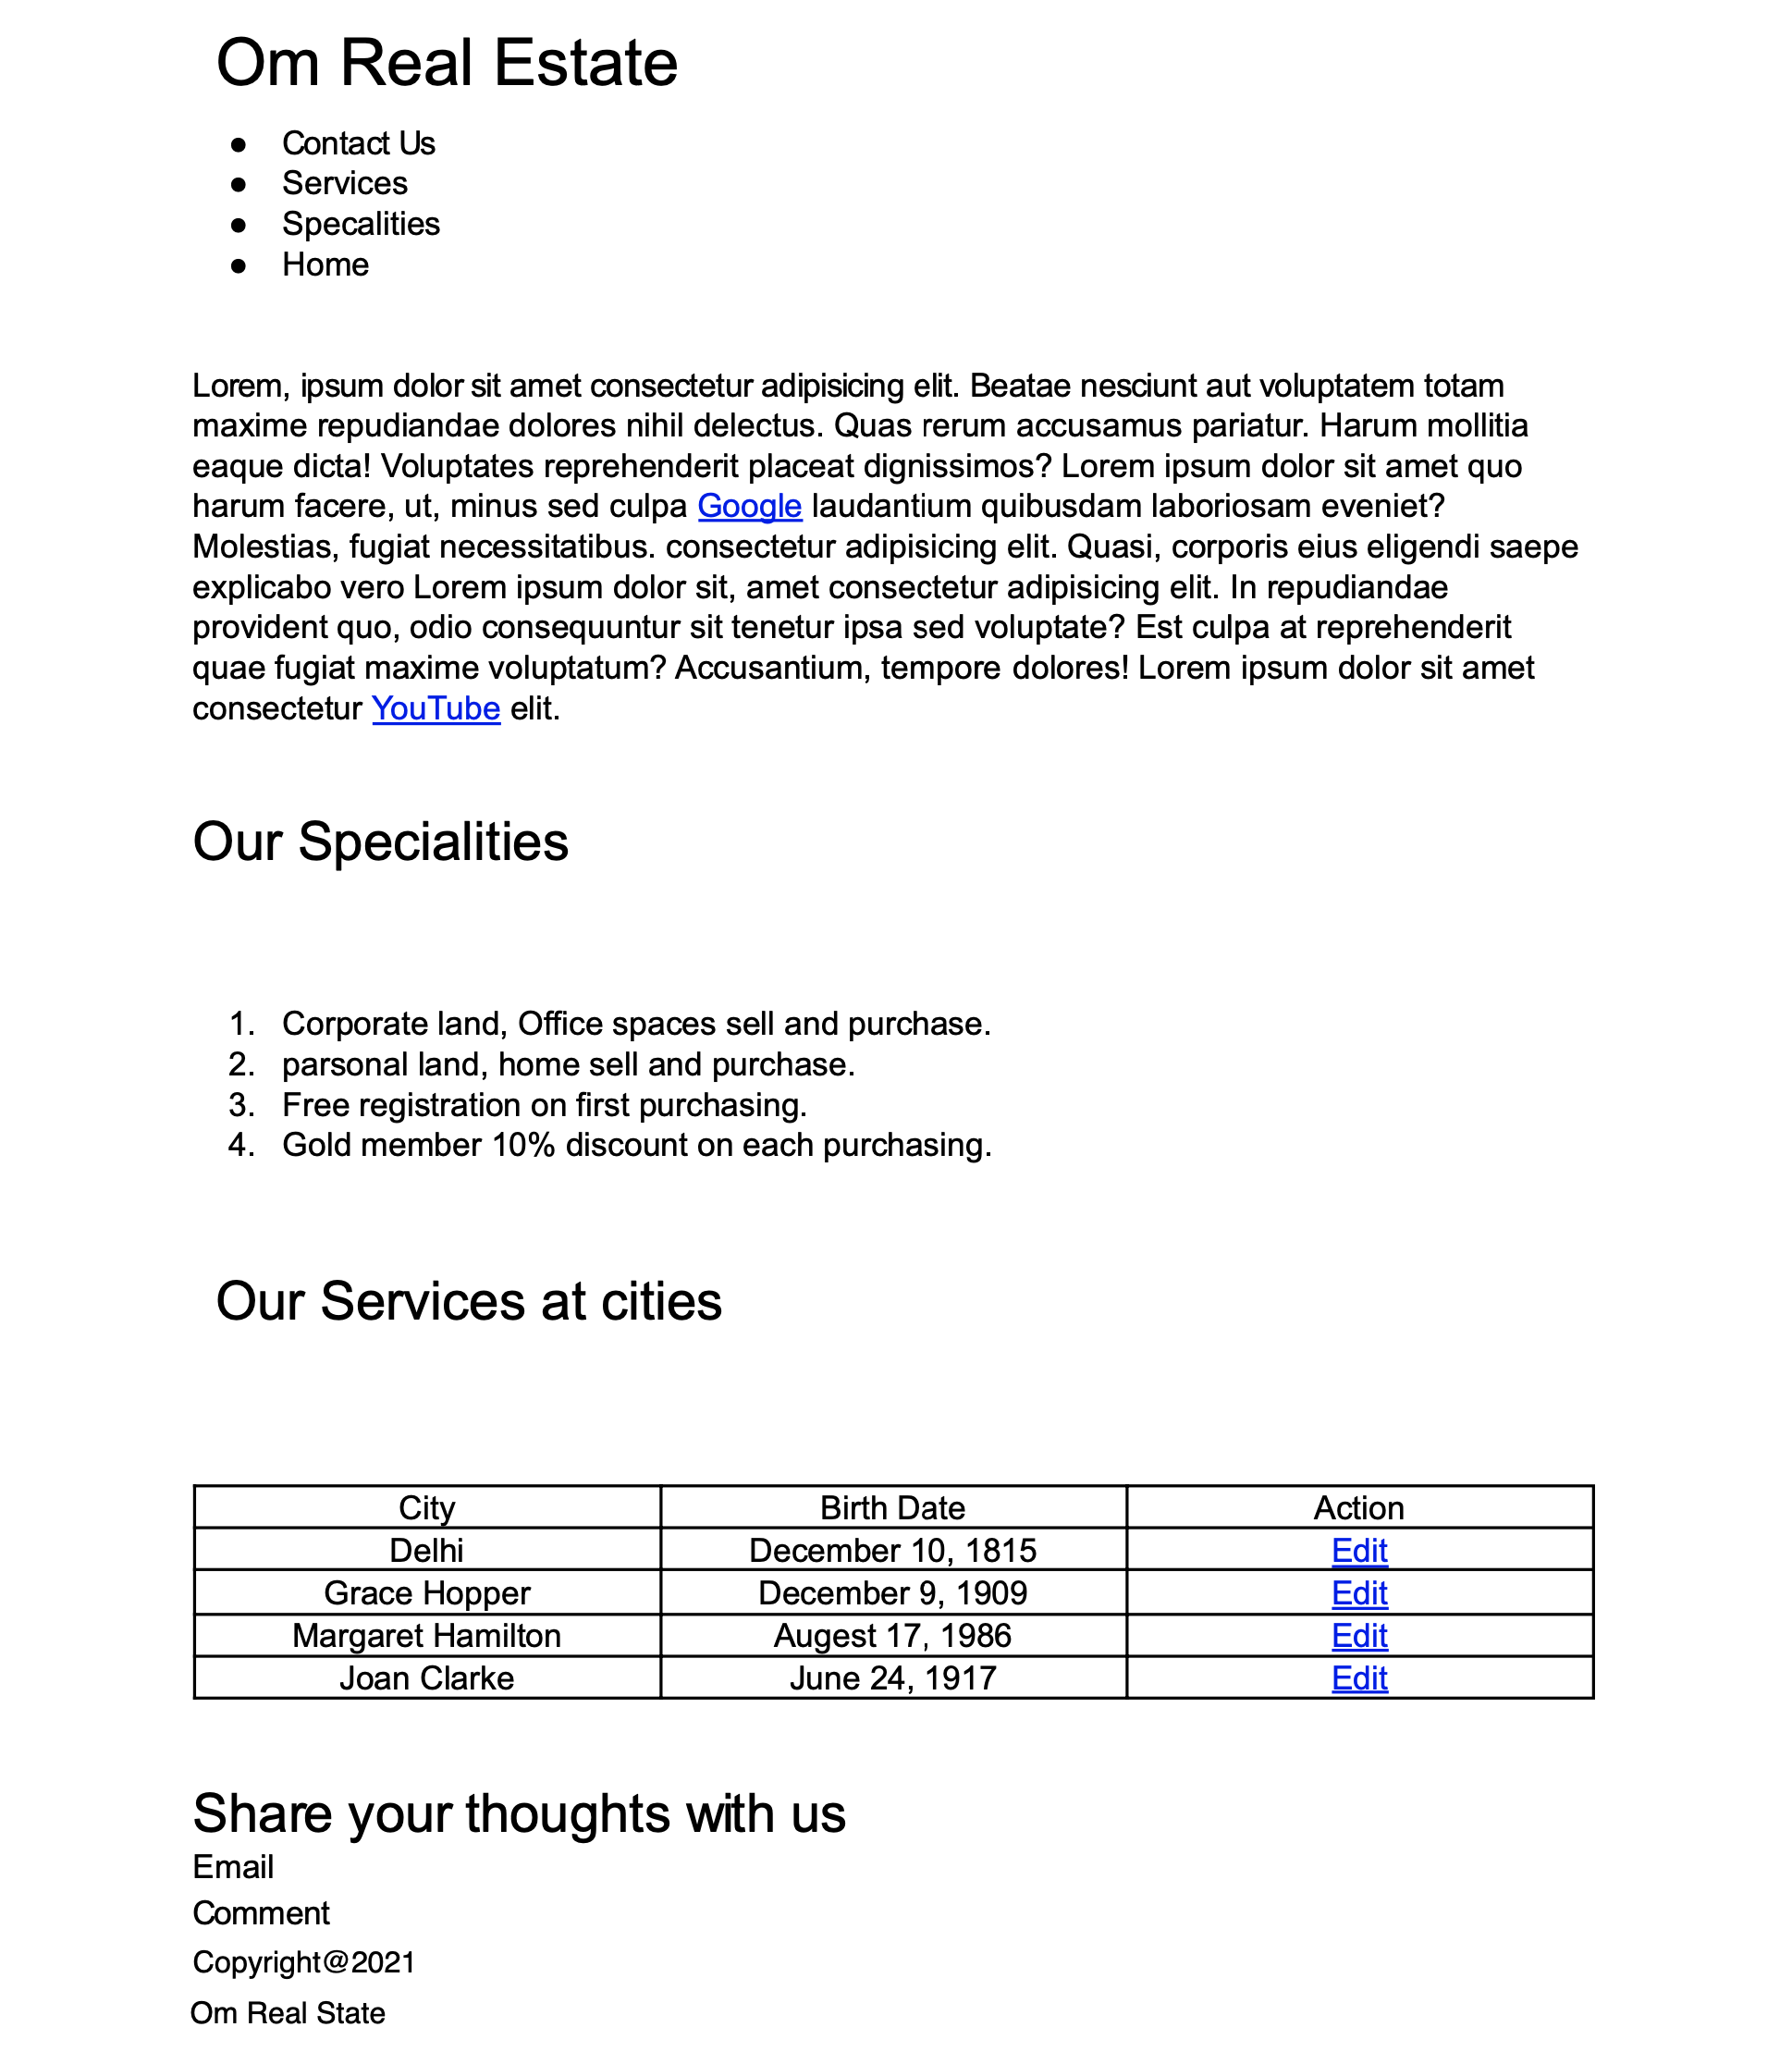 Om Real Estate
● Contact Us
● Services
● Specalities
● Home
Lorem, ipsum dolor sit amet consectetur adipisicing elit. Beatae nesciunt aut voluptatem totam
maxime repudiandae dolores nihil delectus. Quas rerum accusamus pariatur. Harum mollitia
eaque dicta! Voluptates reprehenderit placeat dignissimos? Lorem ipsum dolor sit amet quo
harum facere, ut, minus sed culpa Google laudantium quibusdam laboriosam eveniet?
Molestias, fugiat necessitatibus. consectetur adipisicing elit. Quasi, corporis eius eligendi saepe
explicabo vero Lorem ipsum dolor sit, amet consectetur adipisicing elit. In repudiandae
provident quo, odio consequuntur sit tenetur ipsa sed voluptate? Est culpa at reprehenderit
quae fugiat maxime voluptatum? Accusantium, tempore dolores! Lorem ipsum dolor sit amet
consectetur YouTube elit.
Our Specialities
1. Corporate land, Office spaces sell and purchase.
2. parsonal land, home sell and purchase.
3. Free registration on first purchasing.
4. Gold member 10% discount on each purchasing.
Our Services at cities
City Birth Date Action
Delhi December 10, 1815 Edit
Grace Hopper December 9, 1909 Edit
Margaret Hamilton Augest 17, 1986 Edit
Joan Clarke June 24, 1917 Edit
Share your thoughts with us
Email
Comment
Copyright@2021
Om Real State